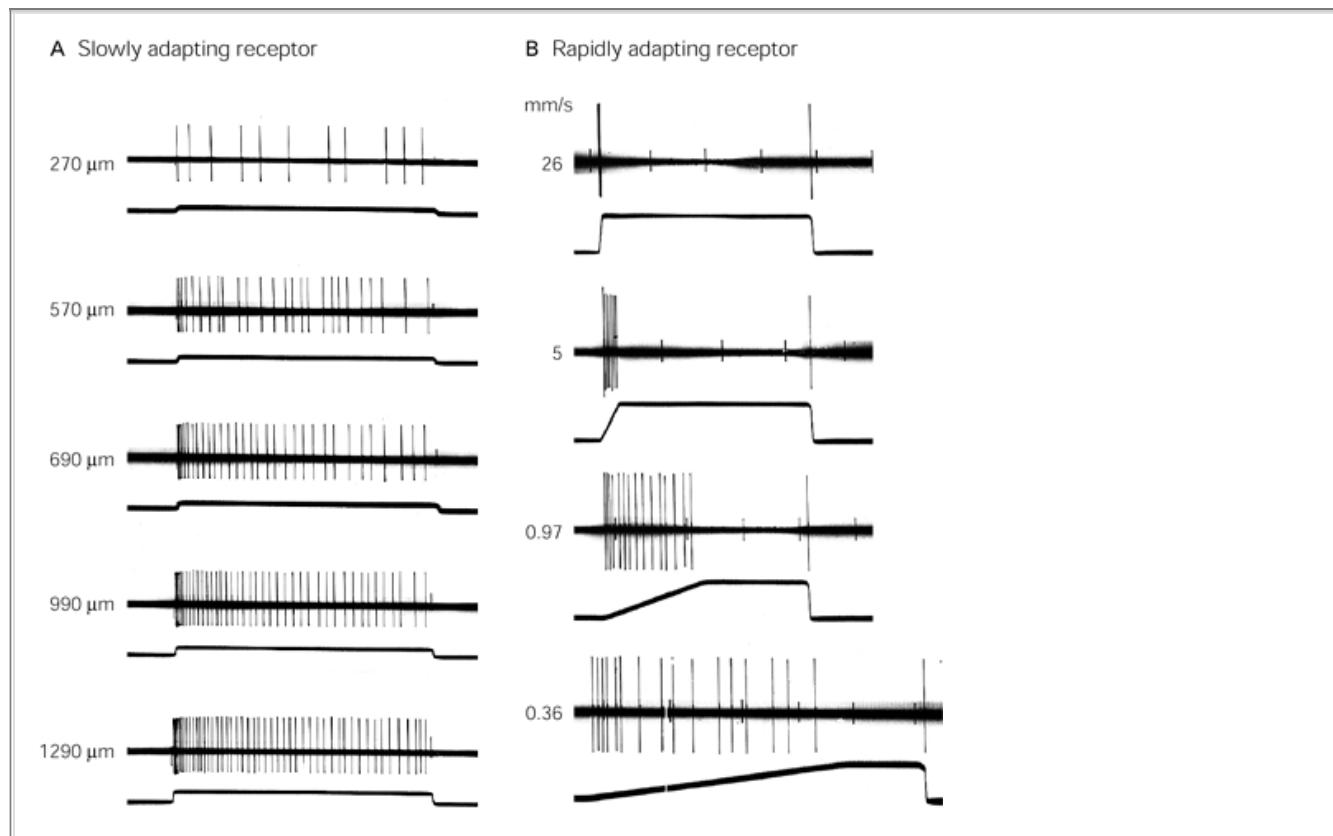 A Slowly adapting receptor
270 µm
570 µm
690 µm
990 µm
1290 µm
B Rapidly adapting receptor
mm/s
26
5
0.97
0.36